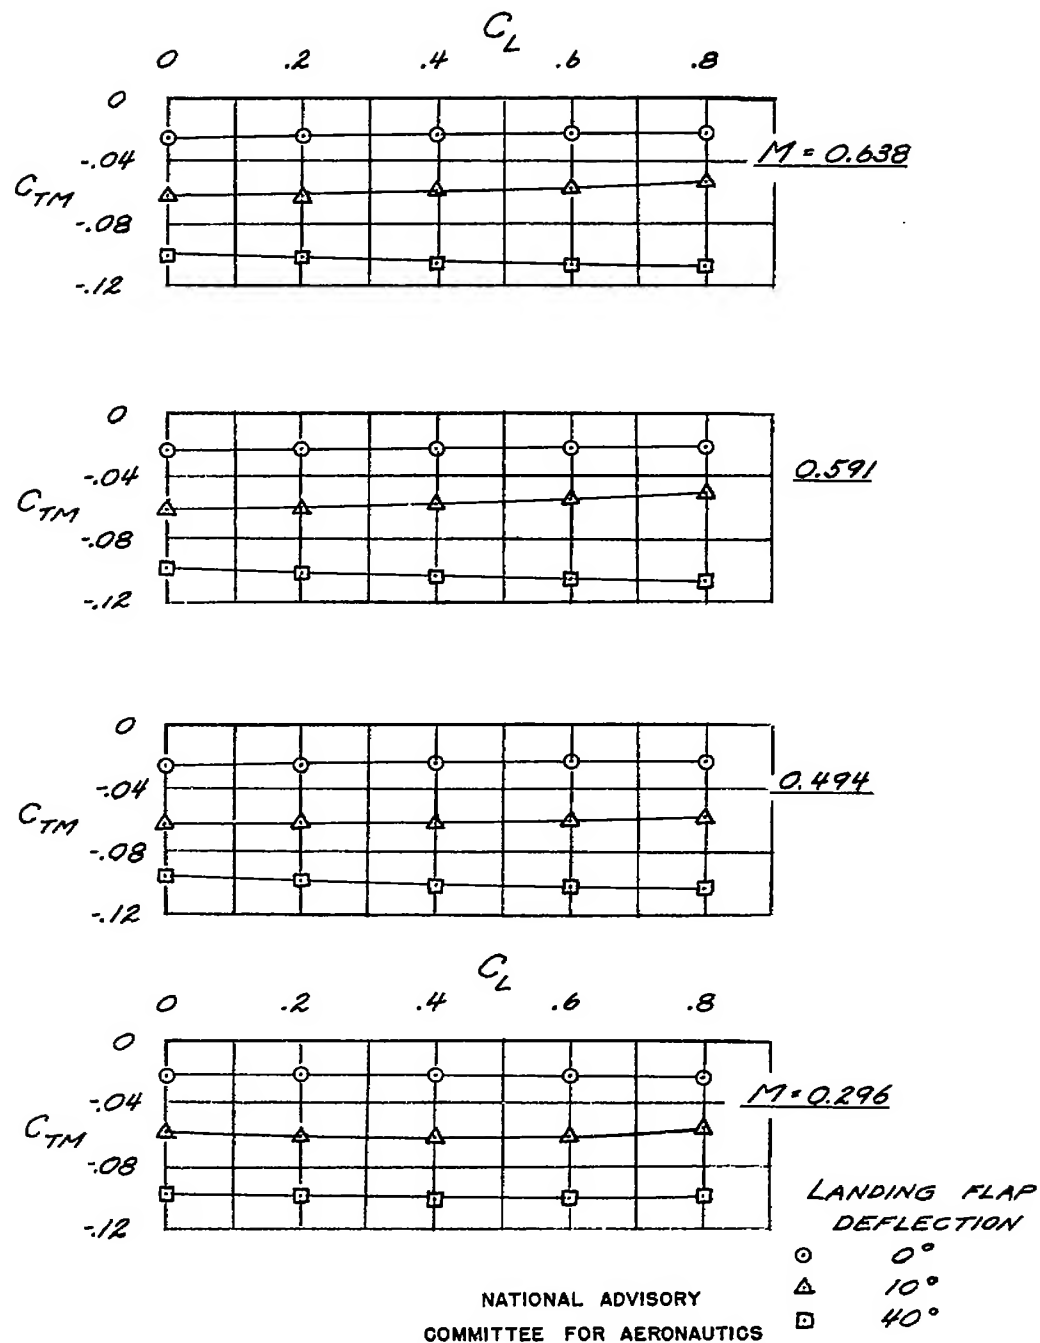 C_L
0 .2 .4 .6 .8
0
-.04
C_TM
-.08
-.12
M = 0.638
0
-.04
C_TM
-.08
-.12
0.591
0
-.04
C_TM
-.08
-.12
0.494
C_L
0 .2 .4 .6 .8
0
-.04
C_TM
-.08
-.12
M = 0.296
LANDING FLAP
DEFLECTION
0°
10°
40°
NATIONAL ADVISORY
COMMITTEE FOR AERONAUTICS